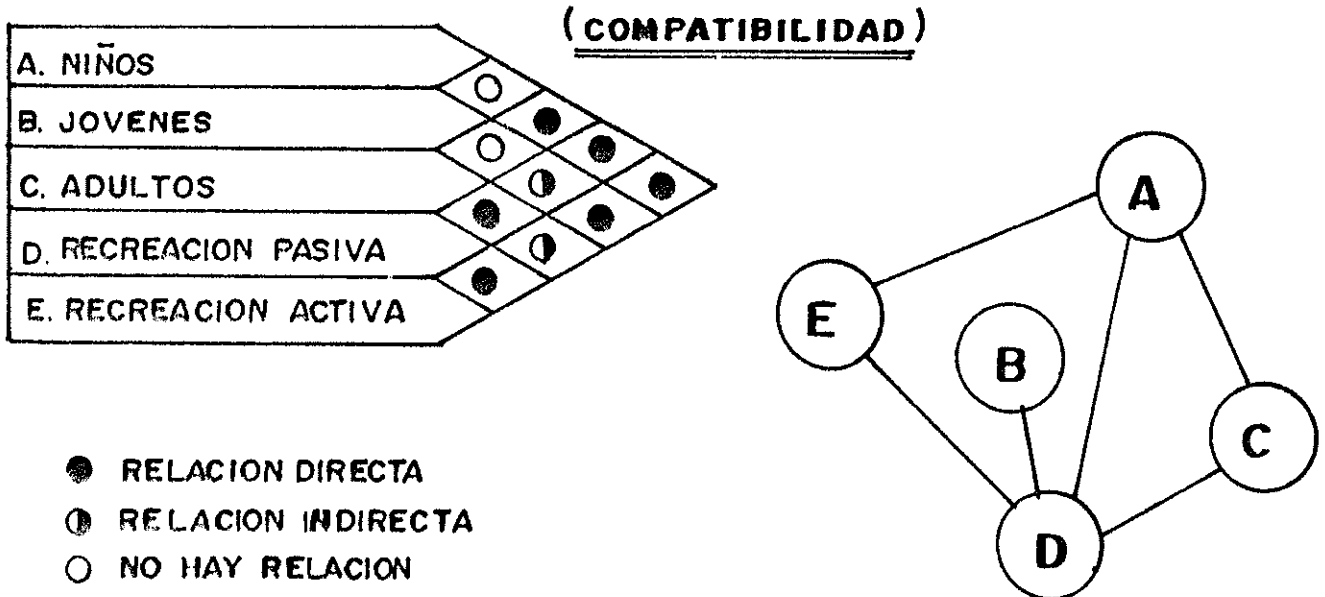 (COMPATIBILIDAD)
A. NIÑOS
B. JOVENES
C. ADULTOS
D. RECREACION PASIVA
E. RECREACION ACTIVA
A
E
B
C
D
RELACION DIRECTA
RELACION INDIRECTA
NO HAY RELACION